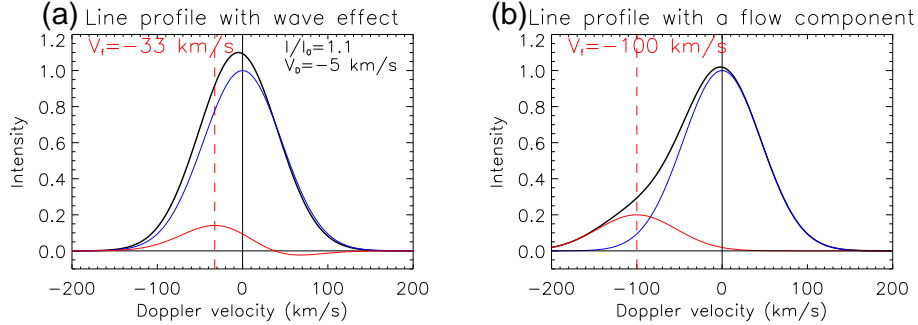 (a) Line profile with wave effect
V_f=−33 km/s
I/I_0=1.1
V_D=−5 km/s
Intensity
1.2
1.0
0.8
0.6
0.4
0.2
0.0
−200 −100 0 100 200
Doppler velocity (km/s)
(b) Line profile with a flow component
V_f=−100 km/s
Intensity
1.2
1.0
0.8
0.6
0.4
0.2
0.0
−200 −100 0 100 200
Doppler velocity (km/s)